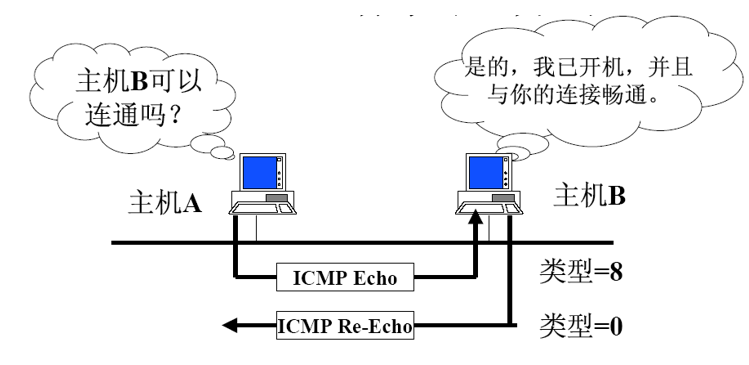 主机B可以
连通吗？
是的，我已开机，并且
与你的连接畅通。
主机A
主机B
ICMP Echo
类型=8
ICMP Re-Echo
类型=0